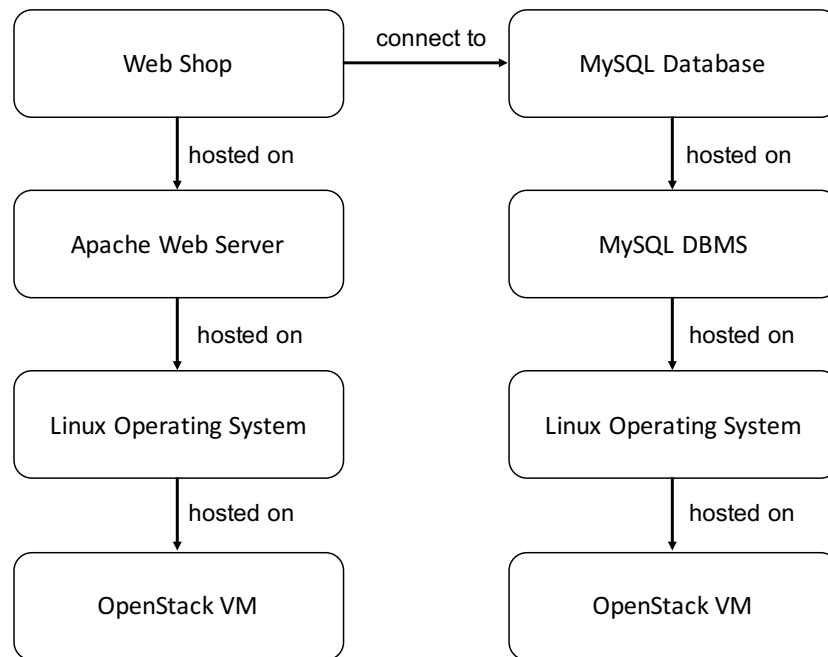 connect to
Web Shop
MySQL Database
hosted on
hosted on
Apache Web Server
MySQL DBMS
hosted on
hosted on
Linux Operating System
Linux Operating System
hosted on
hosted on
OpenStack VM
OpenStack VM